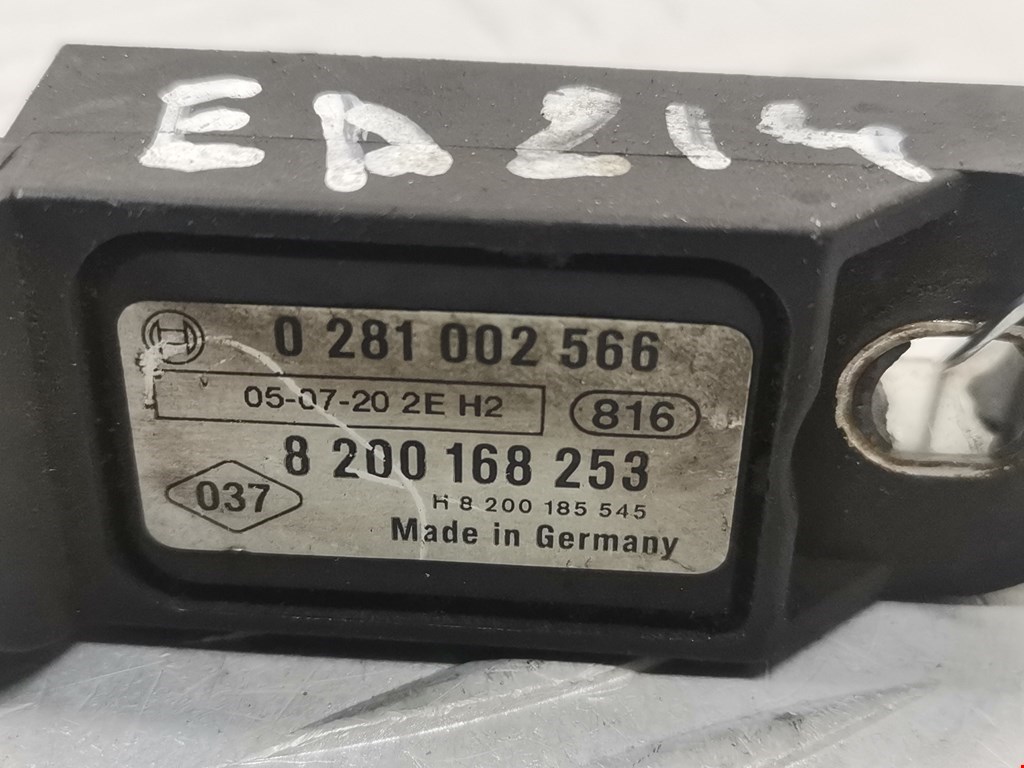 EA214
0 281 002 566
05-07-20 2E H2
816
8 200 168 253
037
H 8 200 185 545
Made in Germany